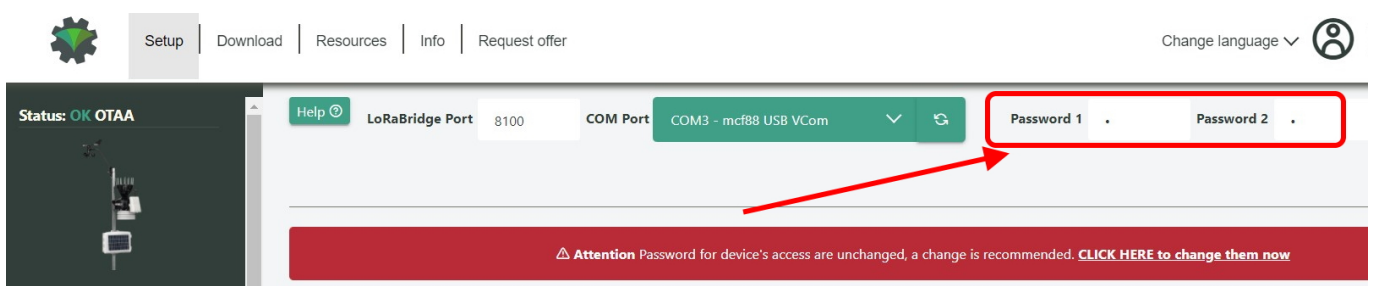 Setup Download Resources Info Request offer Change language
Status: OK OTAA
Help LoRaBridge Port 8100 COM Port COM3 - mcf88 USB VCom Password 1 . Password 2 .
Attention Password for device's access are unchanged, a change is recommended. CLICK HERE to change them now